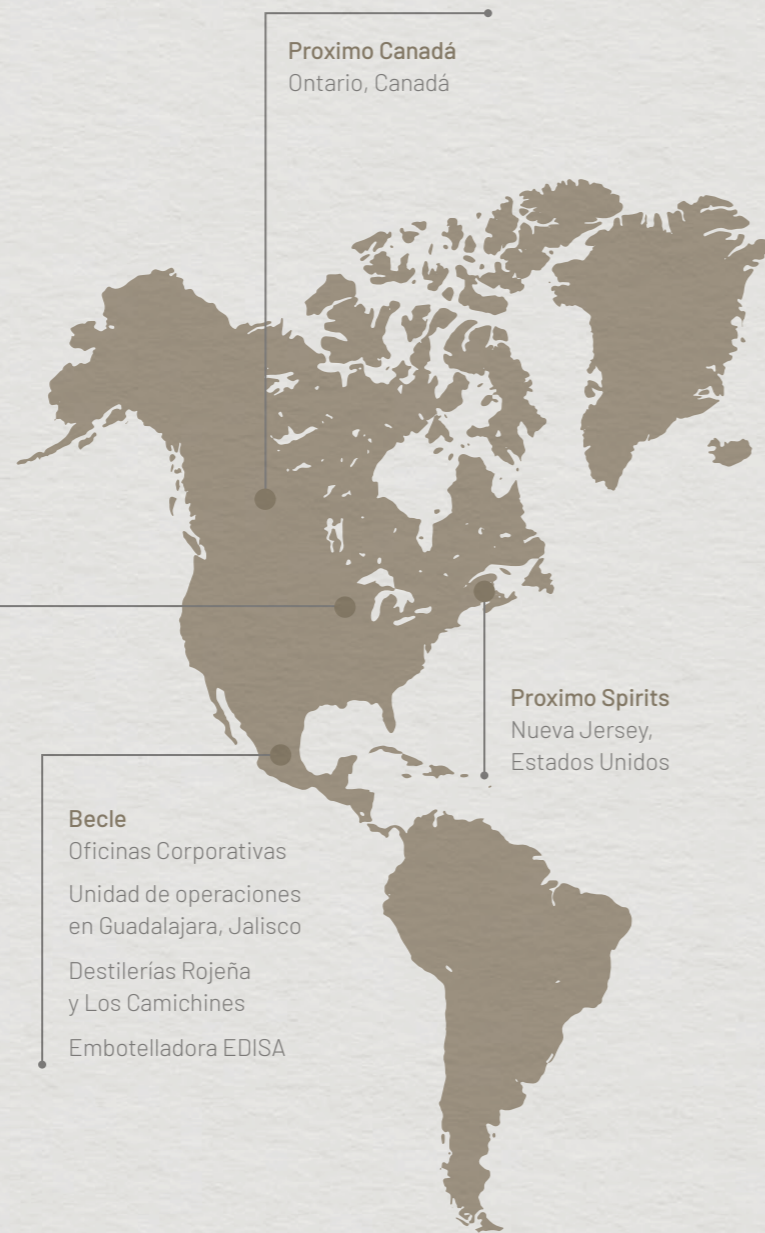 Proximo Canadá
Ontario, Canadá
Proximo Spirits
Nueva Jersey,
Estados Unidos
Becle
Oficinas Corporativas
Unidad de operaciones
en Guadalajara, Jalisco
Destilerías Rojeña
y Los Camichines
Embotelladora EDISA